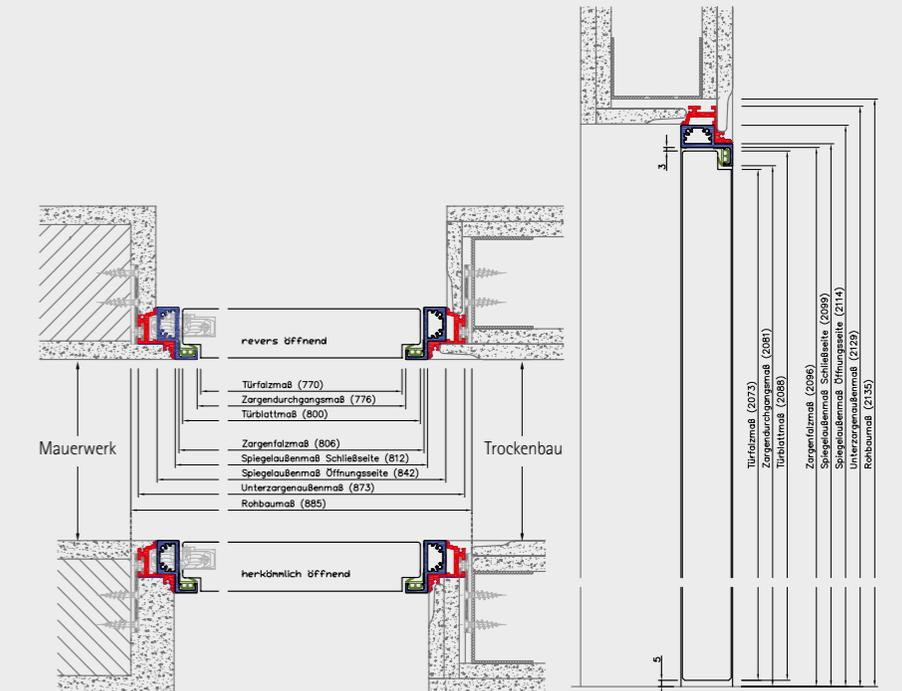 revers öffnend
Türfalzmaß (770)
Zargendurchgangsmaß (776)
Türblattmaß (800)
Mauerwerk
Trockenbau
Zargenfalzmaß (806)
Spiegelaußenmaß Schließseite (812)
Spiegelaußenmaß Öffnungsseite (842)
Unterzargenaußenmaß (873)
Rohbaumaß (885)
herkömmlich öffnend
3
Türfalzmaß (2073)
Zargendurchgangsmaß (2081)
Türblattmaß (2088)
Zargenfalzmaß (2096)
Spiegelaußenmaß Schließseite (2099)
Spiegelaußenmaß Öffnungsseite (2114)
Unterzargenaußenmaß (2129)
Rohbaumaß (2135)
5